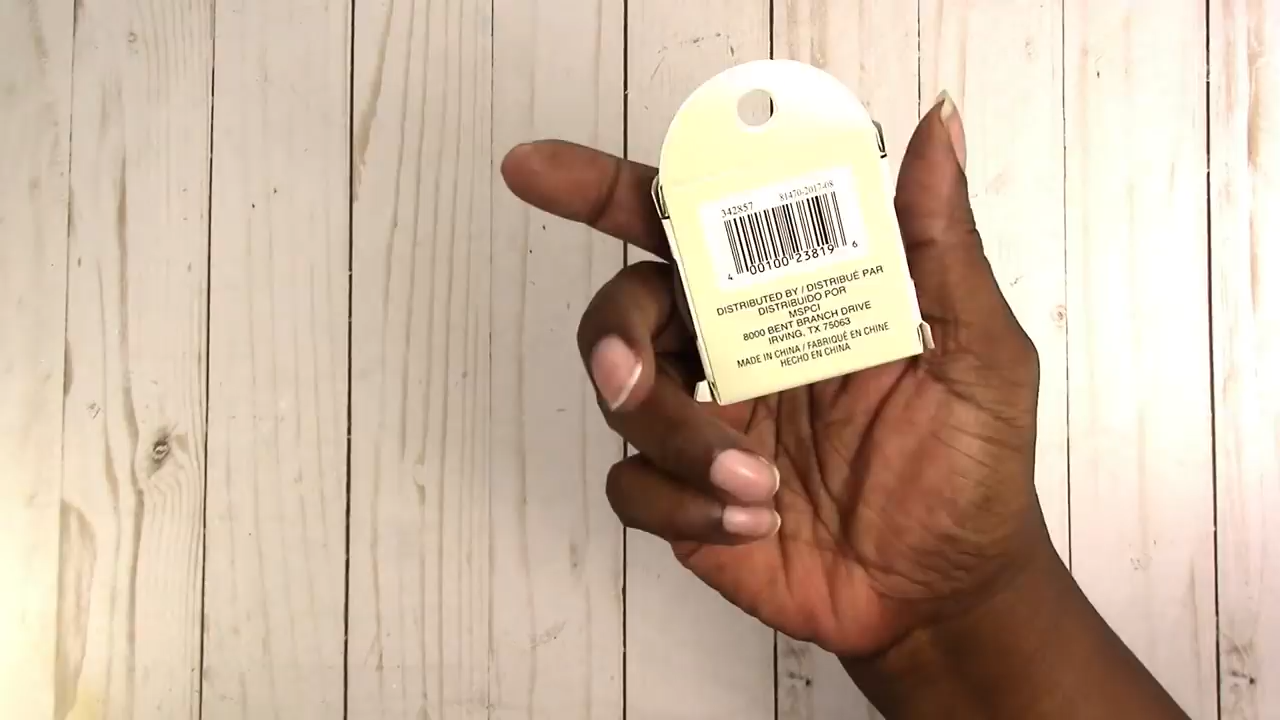 342857 81470-2017-08
4 00100 23819 6
DISTRIBUTED BY / DISTRIBUÉ PAR
DISTRIBUIDO POR
MSPCI
8000 BENT BRANCH DRIVE
IRVING, TX 75063
MADE IN CHINA / FABRIQUÉ EN CHINE
HECHO EN CHINA